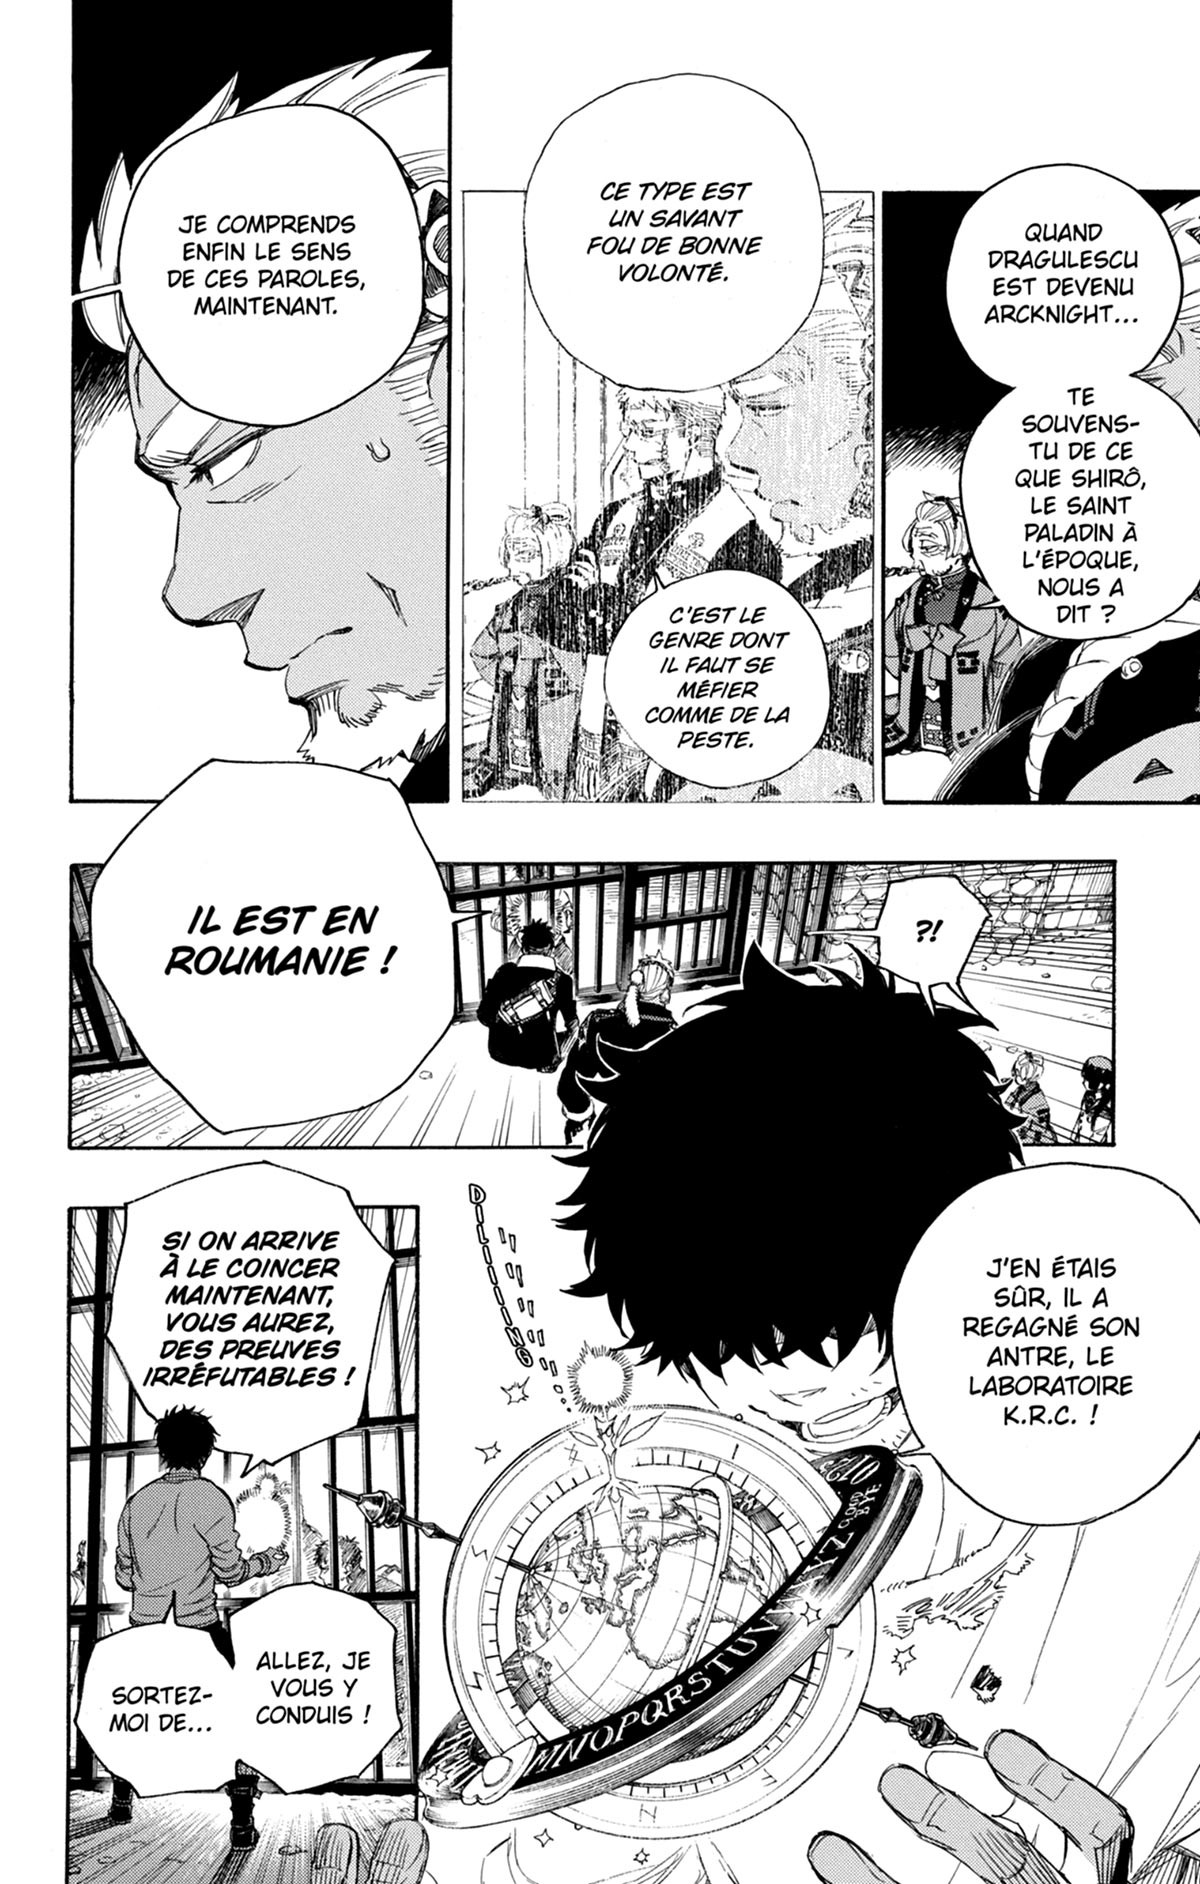 QUAND
DRAGULESCU
EST DEVENU
ARCKNIGHT...
TE
SOUVENS-
TU DE CE
QUE SHIRÔ,
LE SAINT
PALADIN À
L'ÉPOQUE,
NOUS A
DIT ?
CE TYPE EST
UN SAVANT
FOU DE BONNE
VOLONTÉ.
C'EST LE
GENRE DONT
IL FAUT SE
MÉFIER
COMME DE LA
PESTE.
JE COMPRENDS
ENFIN LE SENS
DE CES PAROLES,
MAINTENANT.
?!
IL EST EN
ROUMANIE !
J'EN ÉTAIS
SÛR, IL A
REGAGNÉ SON
ANTRE, LE
LABORATOIRE
K.R.C. !
DILIIIING
MNOPQRSTUVWXYZ
GOOD
BYE
N
SI ON ARRIVE
À LE COINCER
MAINTENANT,
VOUS AUREZ,
DES PREUVES
IRRÉFUTABLES !
ALLEZ, JE
VOUS Y
CONDUIS !
SORTEZ-
MOI DE...